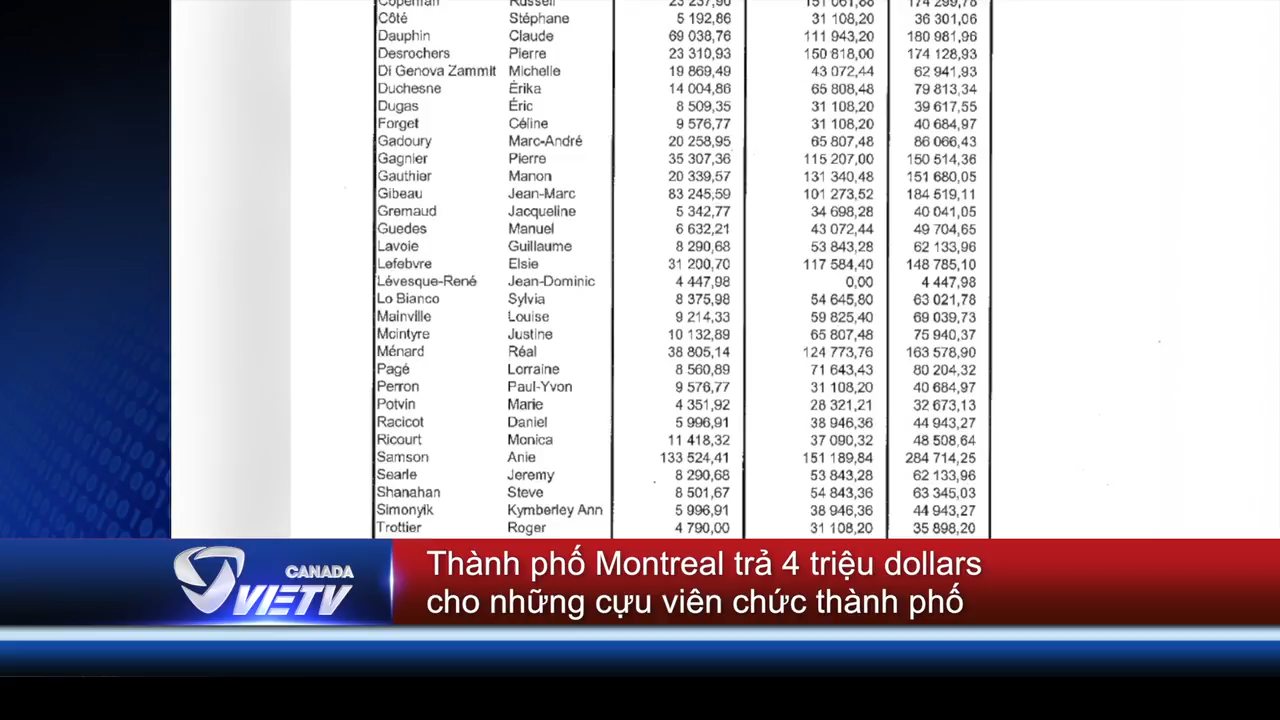 Copeman Russell 23 237,90 151 061,88 174 299,78
Côté Stéphane 5 192,86 31 108,20 36 301,06
Dauphin Claude 69 038,76 111 943,20 180 981,96
Desrochers Pierre 23 310,93 150 818,00 174 128,93
Di Genova Zammit Michelle 19 869,49 43 072,44 62 941,93
Duchesne Érika 14 004,86 65 808,48 79 813,34
Dugas Éric 8 509,35 31 108,20 39 617,55
Forget Céline 9 576,77 31 108,20 40 684,97
Gadoury Marc-André 20 258,95 65 807,48 86 066,43
Gagnier Pierre 35 307,36 115 207,00 150 514,36
Gauthier Manon 20 339,57 131 340,48 151 680,05
Gibeau Jean-Marc 83 245,59 101 273,52 184 519,11
Gremaud Jacqueline 5 342,77 34 698,28 40 041,05
Guedes Manuel 6 632,21 43 072,44 49 704,65
Lavoie Guillaume 8 290,68 53 843,28 62 133,96
Lefebvre Elsie 31 200,70 117 584,40 148 785,10
Lévesque-René Jean-Dominic 4 447,98 0,00 4 447,98
Lo Bianco Sylvia 8 375,98 54 645,80 63 021,78
Mainville Louise 9 214,33 59 825,40 69 039,73
Mcintyre Justine 10 132,89 65 807,48 75 940,37
Ménard Réal 38 805,14 124 773,76 163 578,90
Pagé Lorraine 8 560,89 71 643,43 80 204,32
Perron Paul-Yvon 9 576,77 31 108,20 40 684,97
Potvin Marie 4 351,92 28 321,21 32 673,13
Racicot Daniel 5 996,91 38 946,36 44 943,27
Ricourt Monica 11 418,32 37 090,32 48 508,64
Samson Anie 133 524,41 151 189,84 284 714,25
Searle Jeremy 8 290,68 53 843,28 62 133,96
Shanahan Steve 8 501,67 54 843,36 63 345,03
Simonyik Kymberley Ann 5 996,91 38 946,36 44 943,27
Trottier Roger 4 790,00 31 108,20 35 898,20
CANADA
VIETV
Thành phố Montreal trả 4 triệu dollars
cho những cựu viên chức thành phố